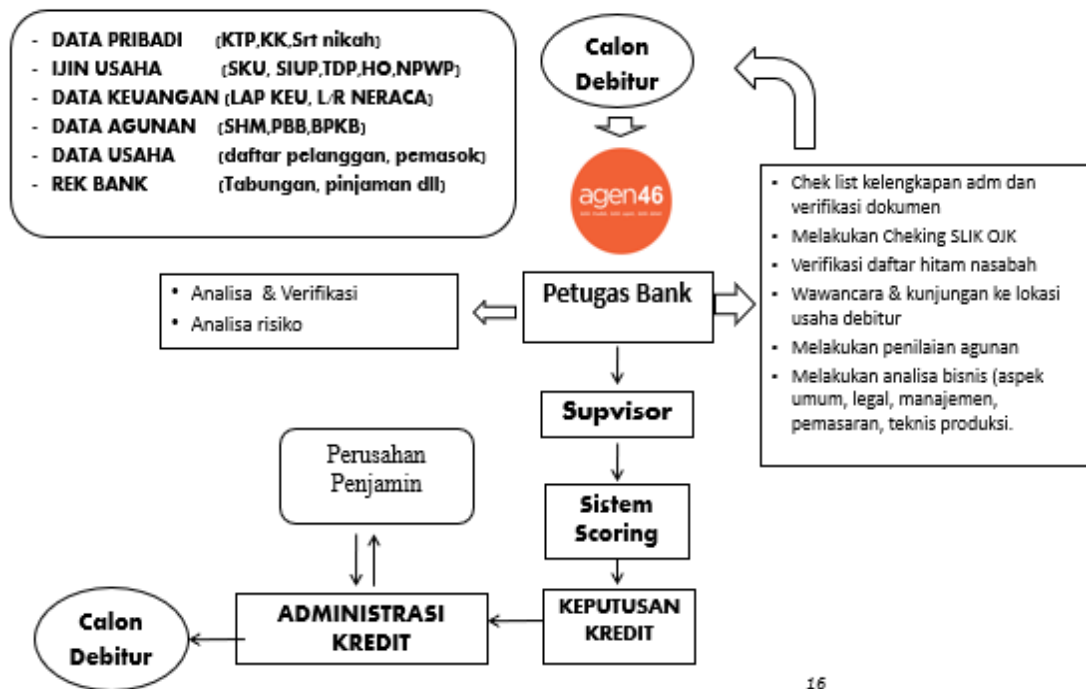 - DATA PRIBADI (KTP,KK,Srt nikah)
- IJIN USAHA (SKU, SIUP,TDP,HO,NPWP)
- DATA KEUANGAN (LAP KEU, L/R NERACA)
- DATA AGUNAN (SHM,PBB,BPKB)
- DATA USAHA (daftar pelanggan, pemasok)
- REK BANK (Tabungan, pinjaman dll)
Calon
Debitur
agen46
Petugas Bank
• Analisa & Verifikasi
• Analisa risiko
▪ Chek list kelengkapan adm dan
verifikasi dokumen
▪ Melakukan Cheking SLIK OJK
▪ Verifikasi daftar hitam nasabah
▪ Wawancara & kunjungan ke lokasi
usaha debitur
▪ Melakukan penilaian agunan
▪ Melakukan analisa bisnis (aspek
umum, legal, manajemen,
pemasaran, teknis produksi.
Supvisor
Sistem
Scoring
KEPUTUSAN
KREDIT
Perusahan
Penjamin
ADMINISTRASI
KREDIT
Calon
Debitur
16